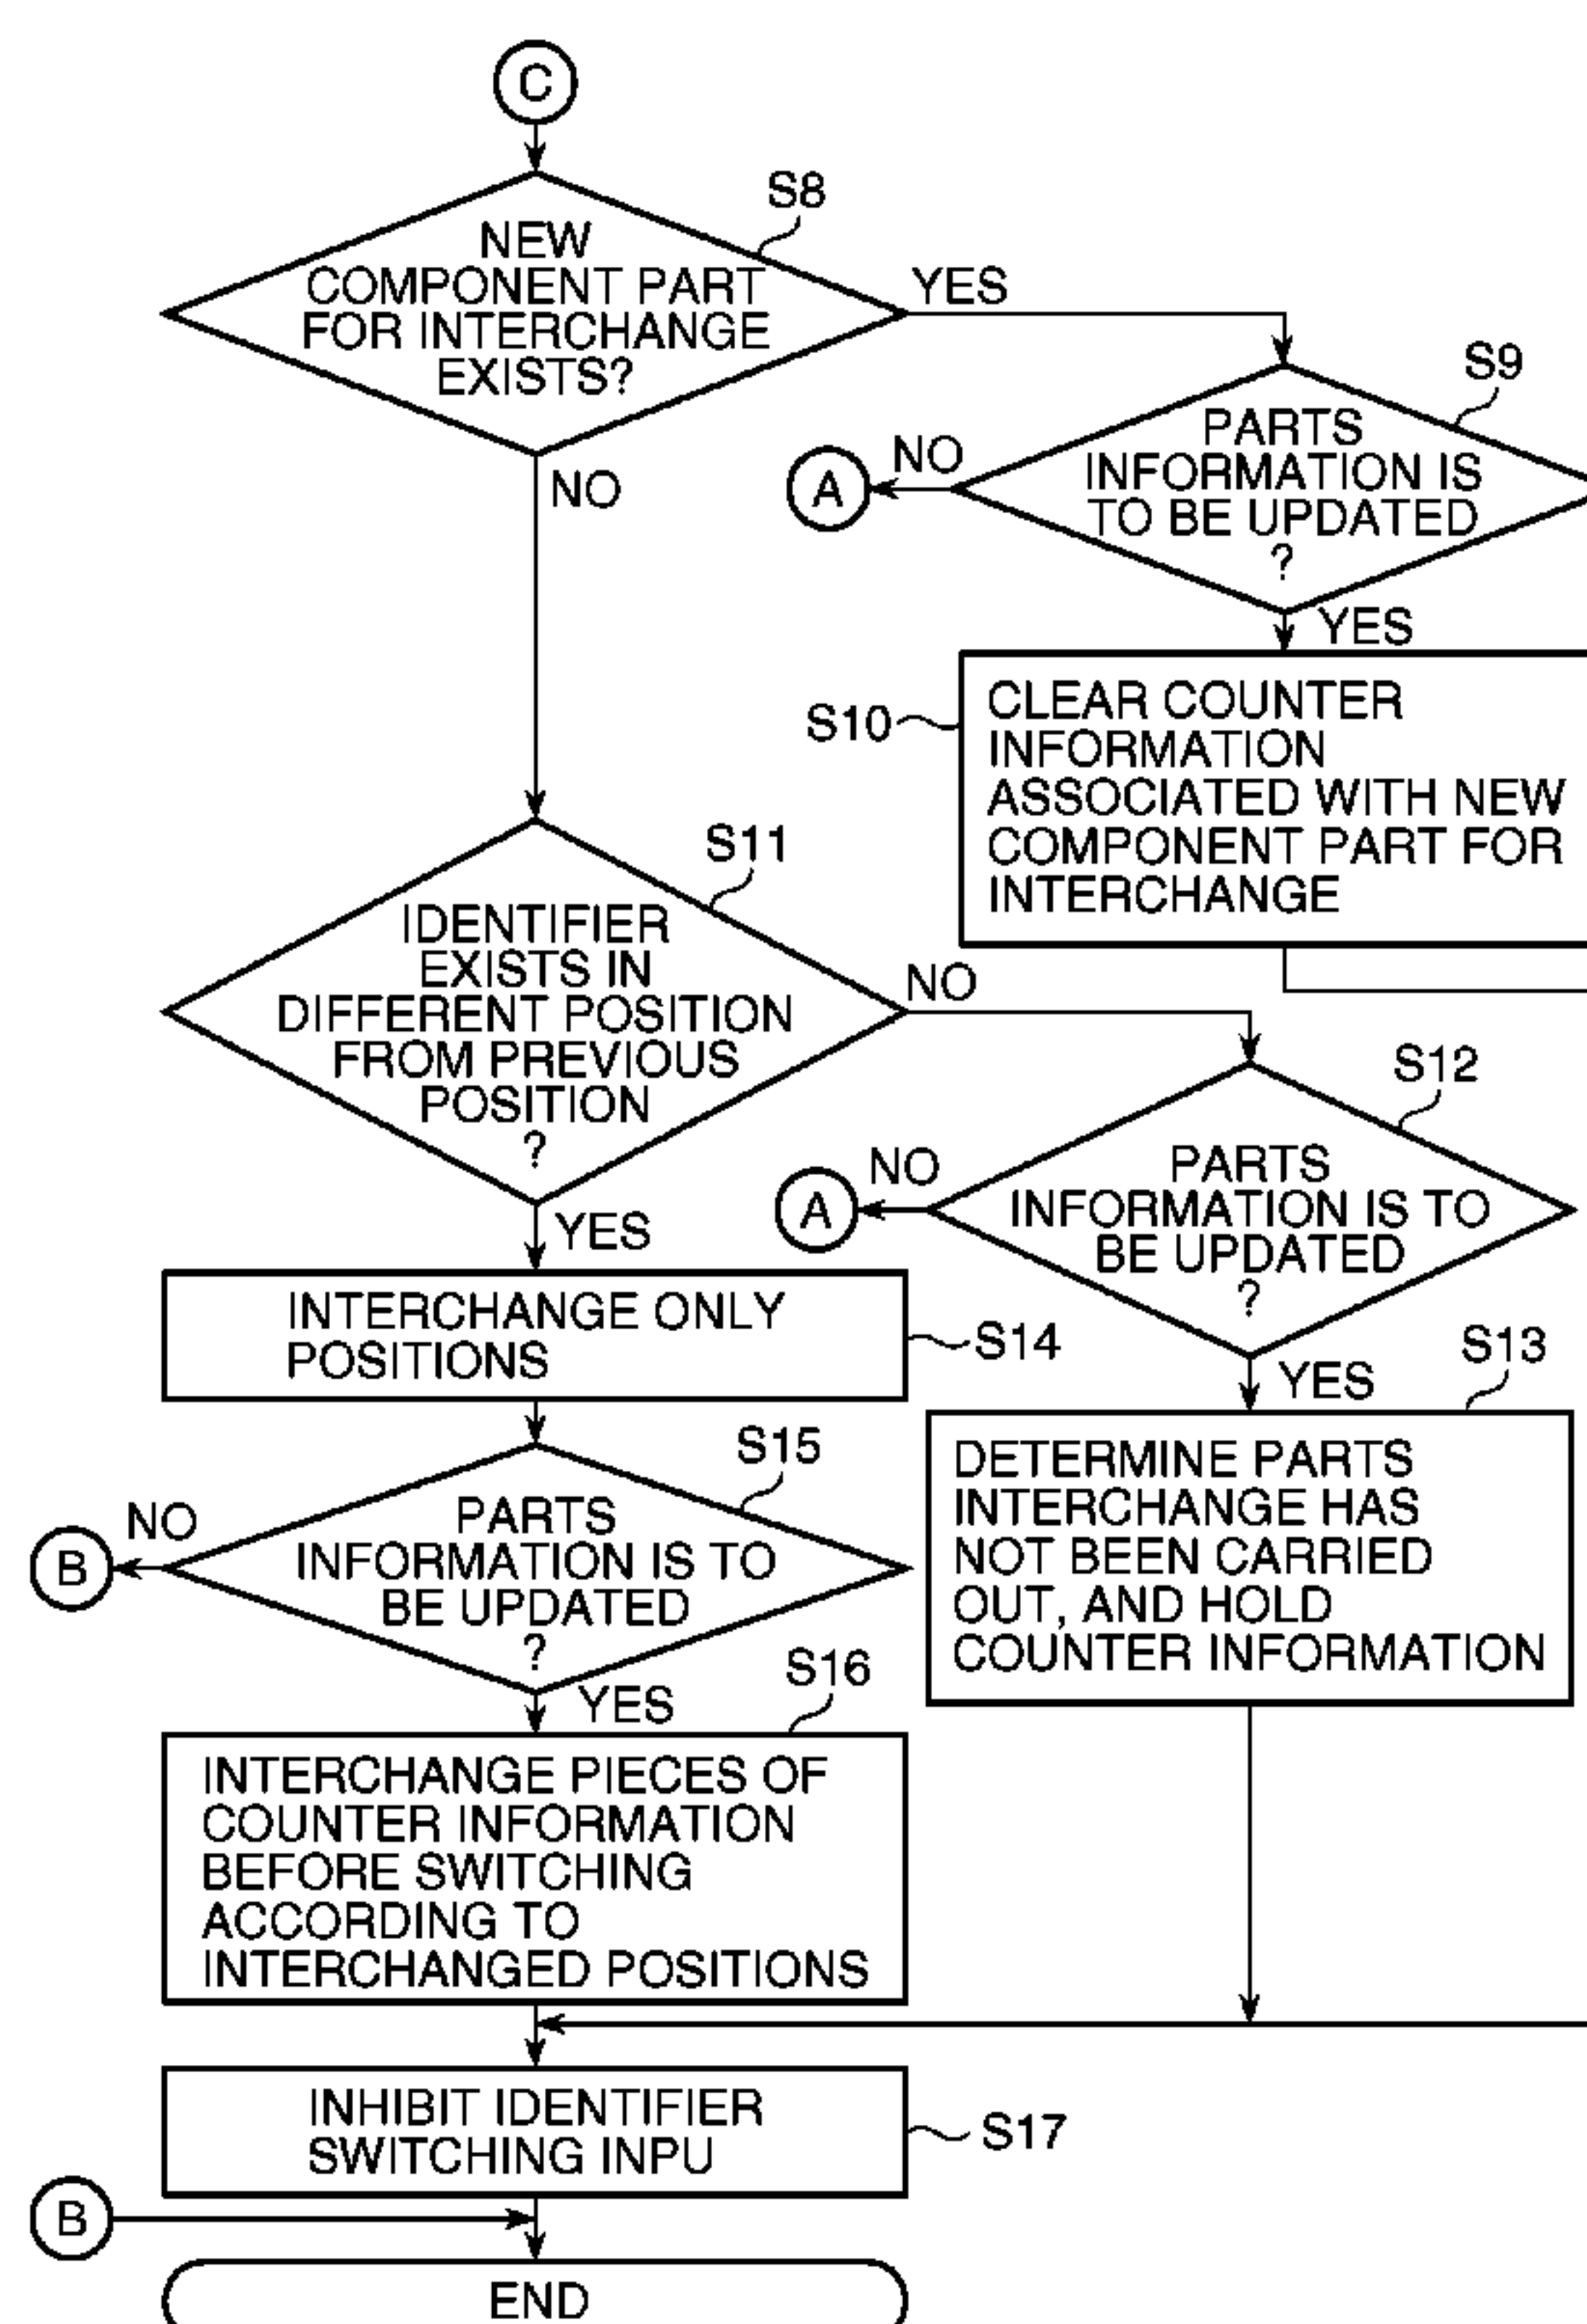 C
S8
NEW
COMPONENT PART
FOR INTERCHANGE
EXISTS?
YES
NO
S9
PARTS
INFORMATION IS
TO BE UPDATED
?
NO
A
YES
S10
CLEAR COUNTER
INFORMATION
ASSOCIATED WITH NEW
COMPONENT PART FOR
INTERCHANGE
S11
IDENTIFIER
EXISTS IN
DIFFERENT POSITION
FROM PREVIOUS
POSITION
?
NO
YES
S12
PARTS
INFORMATION IS TO
BE UPDATED
?
NO
A
YES
S13
DETERMINE PARTS
INTERCHANGE HAS
NOT BEEN CARRIED
OUT, AND HOLD
COUNTER INFORMATION
INTERCHANGE ONLY
POSITIONS
S14
S15
PARTS
INFORMATION IS TO
BE UPDATED
?
NO
B
YES
S16
INTERCHANGE PIECES OF
COUNTER INFORMATION
BEFORE SWITCHING
ACCORDING TO
INTERCHANGED POSITIONS
INHIBIT IDENTIFIER
SWITCHING INPU
S17
B
END